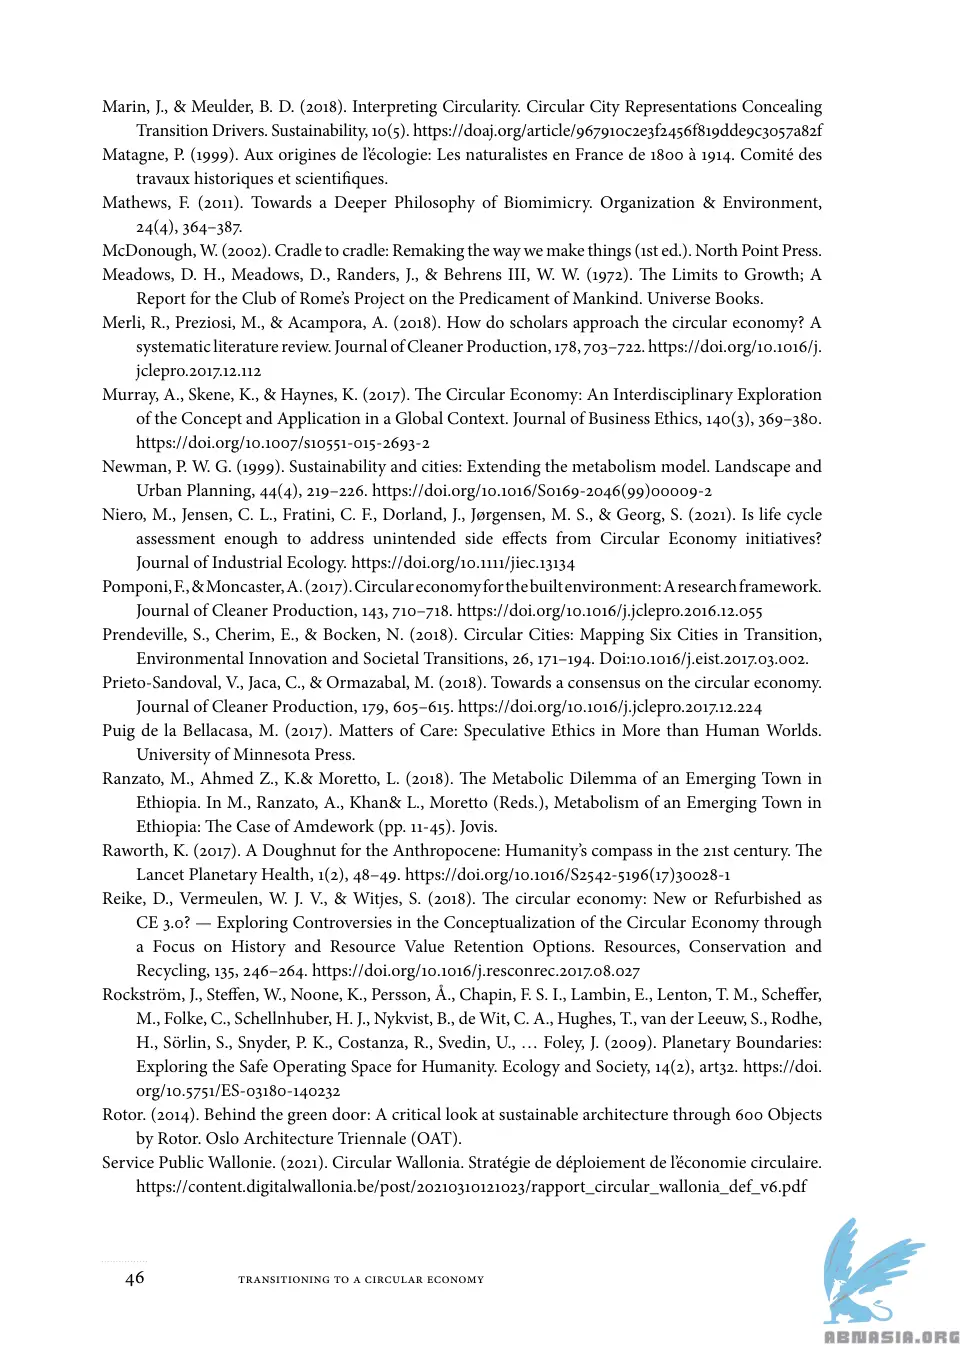 Marin, J., & Meulder, B. D. (2018). Interpreting Circularity. Circular City Representations Concealing
Transition Drivers. Sustainability, 10(5). https://doaj.org/article/967910c2e3f2456f819dde9c3057a82f
Matagne, P. (1999). Aux origines de l’écologie: Les naturalistes en France de 1800 à 1914. Comité des
travaux historiques et scientifiques.
Mathews, F. (2011). Towards a Deeper Philosophy of Biomimicry. Organization & Environment,
24(4), 364–387.
McDonough, W. (2002). Cradle to cradle: Remaking the way we make things (1st ed.). North Point Press.
Meadows, D. H., Meadows, D., Randers, J., & Behrens III, W. W. (1972). The Limits to Growth; A
Report for the Club of Rome’s Project on the Predicament of Mankind. Universe Books.
Merli, R., Preziosi, M., & Acampora, A. (2018). How do scholars approach the circular economy? A
systematic literature review. Journal of Cleaner Production, 178, 703–722. https://doi.org/10.1016/j.
jclepro.2017.12.112
Murray, A., Skene, K., & Haynes, K. (2017). The Circular Economy: An Interdisciplinary Exploration
of the Concept and Application in a Global Context. Journal of Business Ethics, 140(3), 369–380.
https://doi.org/10.1007/s10551-015-2693-2
Newman, P. W. G. (1999). Sustainability and cities: Extending the metabolism model. Landscape and
Urban Planning, 44(4), 219–226. https://doi.org/10.1016/S0169-2046(99)00009-2
Niero, M., Jensen, C. L., Fratini, C. F., Dorland, J., Jørgensen, M. S., & Georg, S. (2021). Is life cycle
assessment enough to address unintended side effects from Circular Economy initiatives?
Journal of Industrial Ecology. https://doi.org/10.1111/jiec.13134
Pomponi, F., & Moncaster, A. (2017). Circular economy for the built environment: A research framework.
Journal of Cleaner Production, 143, 710–718. https://doi.org/10.1016/j.jclepro.2016.12.055
Prendeville, S., Cherim, E., & Bocken, N. (2018). Circular Cities: Mapping Six Cities in Transition,
Environmental Innovation and Societal Transitions, 26, 171–194. Doi:10.1016/j.eist.2017.03.002.
Prieto-Sandoval, V., Jaca, C., & Ormazabal, M. (2018). Towards a consensus on the circular economy.
Journal of Cleaner Production, 179, 605–615. https://doi.org/10.1016/j.jclepro.2017.12.224
Puig de la Bellacasa, M. (2017). Matters of Care: Speculative Ethics in More than Human Worlds.
University of Minnesota Press.
Ranzato, M., Ahmed Z., K.& Moretto, L. (2018). The Metabolic Dilemma of an Emerging Town in
Ethiopia. In M., Ranzato, A., Khan& L., Moretto (Reds.), Metabolism of an Emerging Town in
Ethiopia: The Case of Amdework (pp. 11-45). Jovis.
Raworth, K. (2017). A Doughnut for the Anthropocene: Humanity’s compass in the 21st century. The
Lancet Planetary Health, 1(2), 48–49. https://doi.org/10.1016/S2542-5196(17)30028-1
Reike, D., Vermeulen, W. J. V., & Witjes, S. (2018). The circular economy: New or Refurbished as
CE 3.0? — Exploring Controversies in the Conceptualization of the Circular Economy through
a Focus on History and Resource Value Retention Options. Resources, Conservation and
Recycling, 135, 246–264. https://doi.org/10.1016/j.resconrec.2017.08.027
Rockström, J., Steffen, W., Noone, K., Persson, Å., Chapin, F. S. I., Lambin, E., Lenton, T. M., Scheffer,
M., Folke, C., Schellnhuber, H. J., Nykvist, B., de Wit, C. A., Hughes, T., van der Leeuw, S., Rodhe,
H., Sörlin, S., Snyder, P. K., Costanza, R., Svedin, U., … Foley, J. (2009). Planetary Boundaries:
Exploring the Safe Operating Space for Humanity. Ecology and Society, 14(2), art32. https://doi.
org/10.5751/ES-03180-140232
Rotor. (2014). Behind the green door: A critical look at sustainable architecture through 600 Objects
by Rotor. Oslo Architecture Triennale (OAT).
Service Public Wallonie. (2021). Circular Wallonia. Stratégie de déploiement de l’économie circulaire.
https://content.digitalwallonia.be/post/20210310121023/rapport_circular_wallonia_def_v6.pdf
46 TRANSITIONING TO A CIRCULAR ECONOMY
ABNASIA.ORG